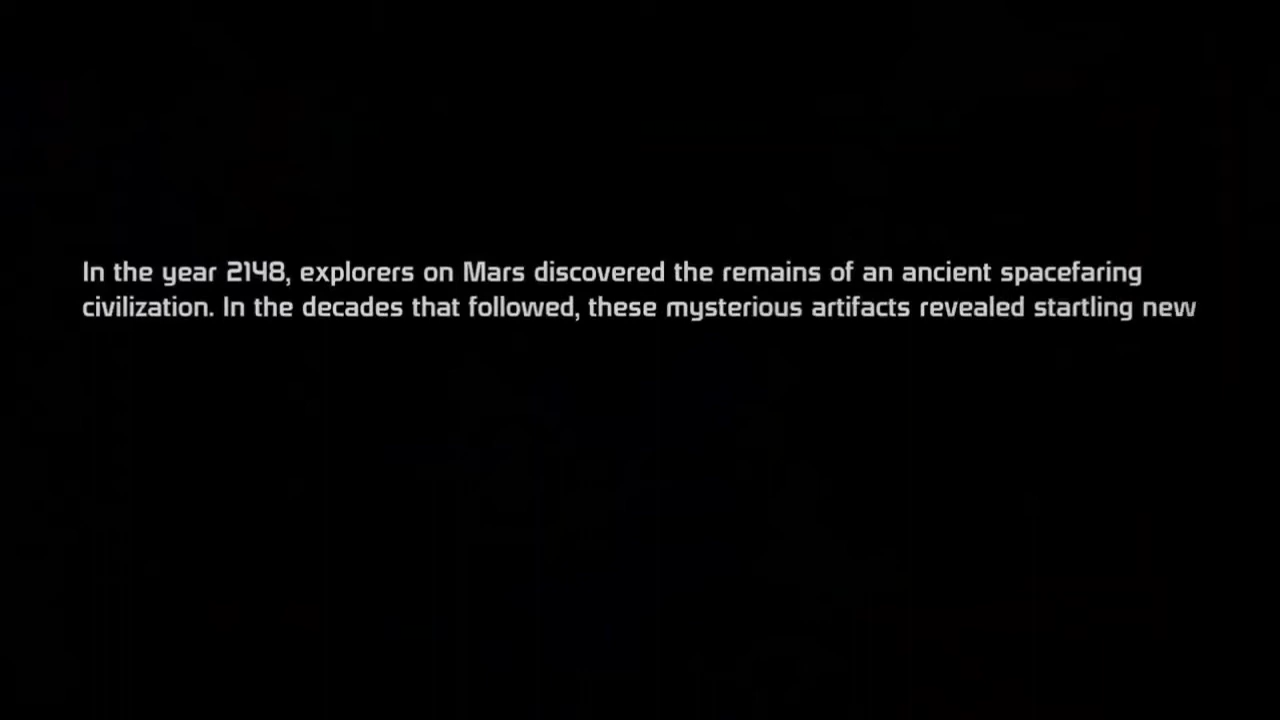 In the year 2148, explorers on Mars discovered the remains of an ancient spacefaring
civilization. In the decades that followed, these mysterious artifacts revealed startling new